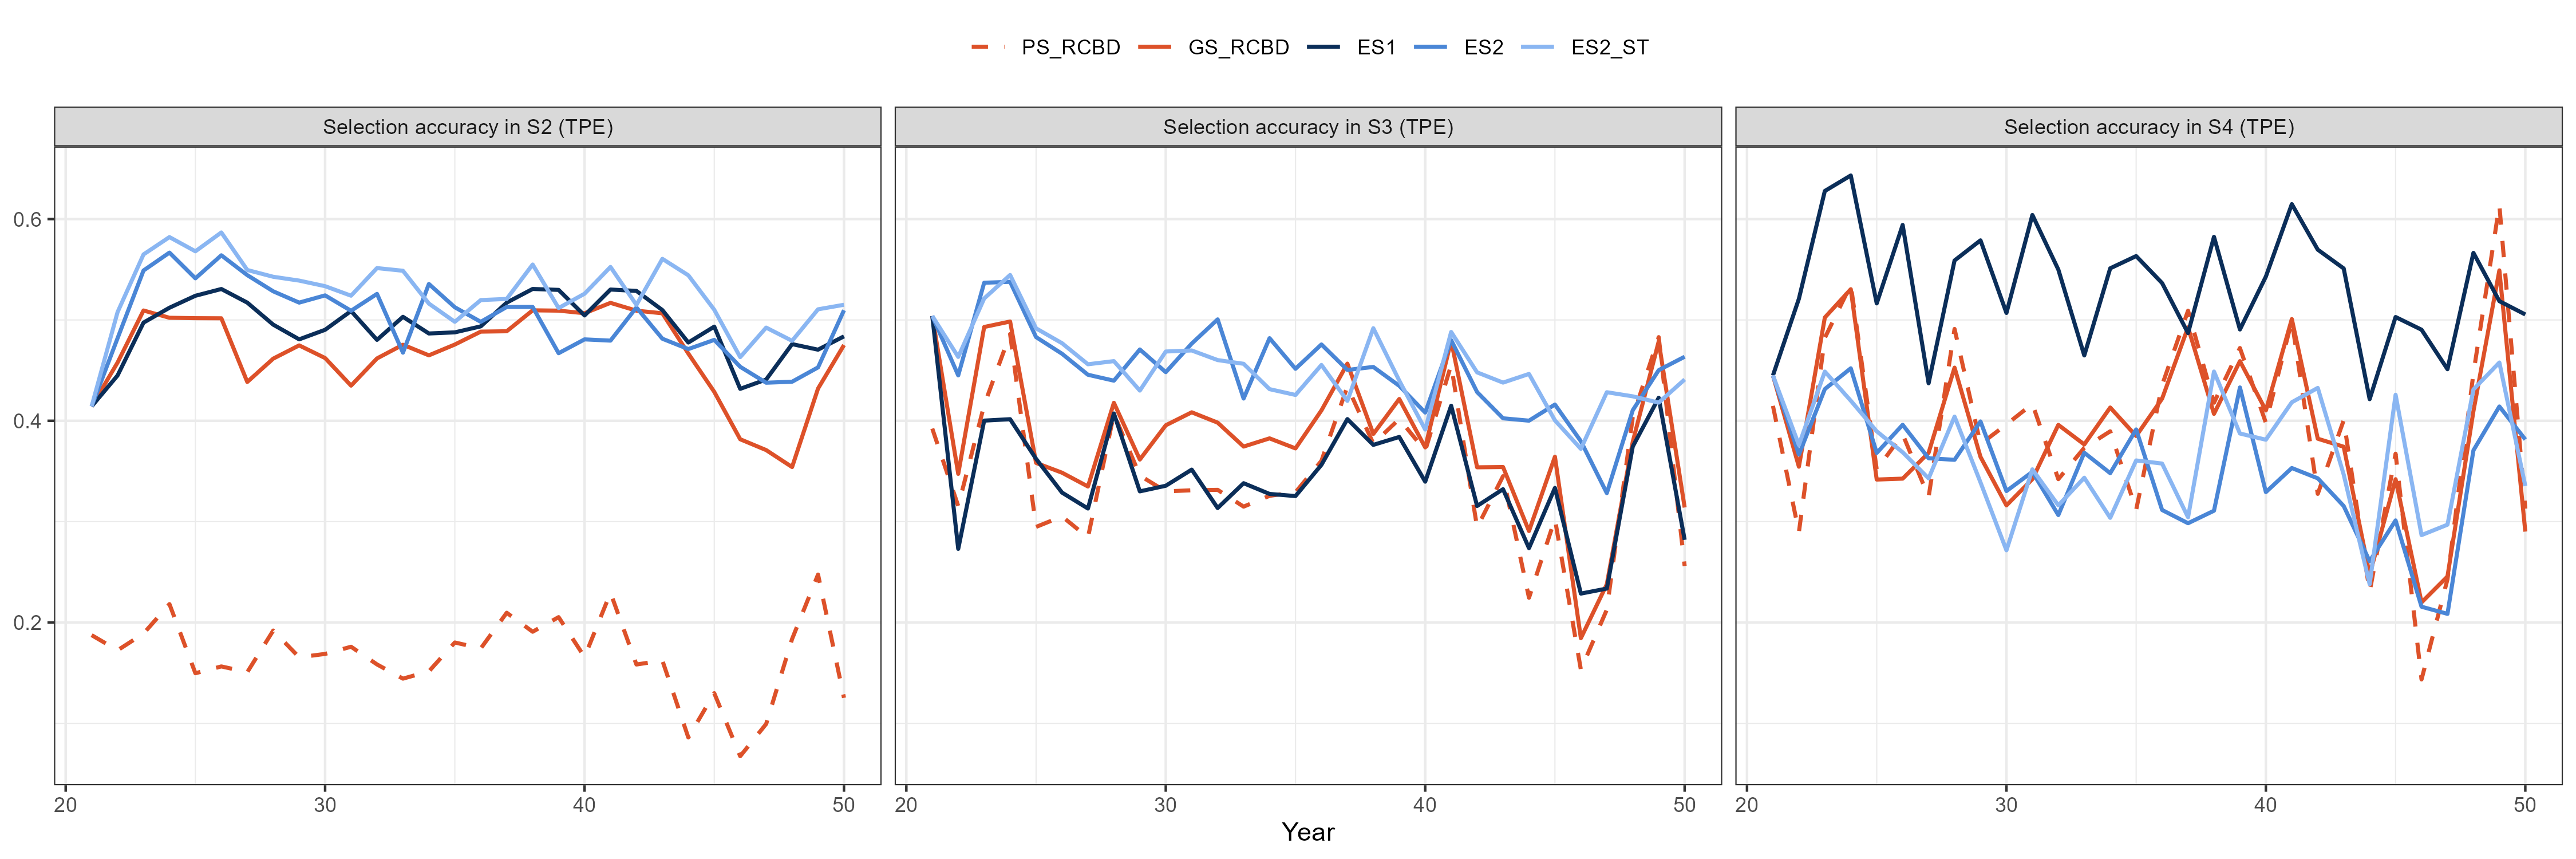 PS_RCBD GS_RCBD ES1 ES2 ES2_ST
Selection accuracy in S2 (TPE) Selection accuracy in S3 (TPE) Selection accuracy in S4 (TPE)
0.6
0.4
0.2
20 30 40 50 20 30 40 50 20 30 40 50
Year